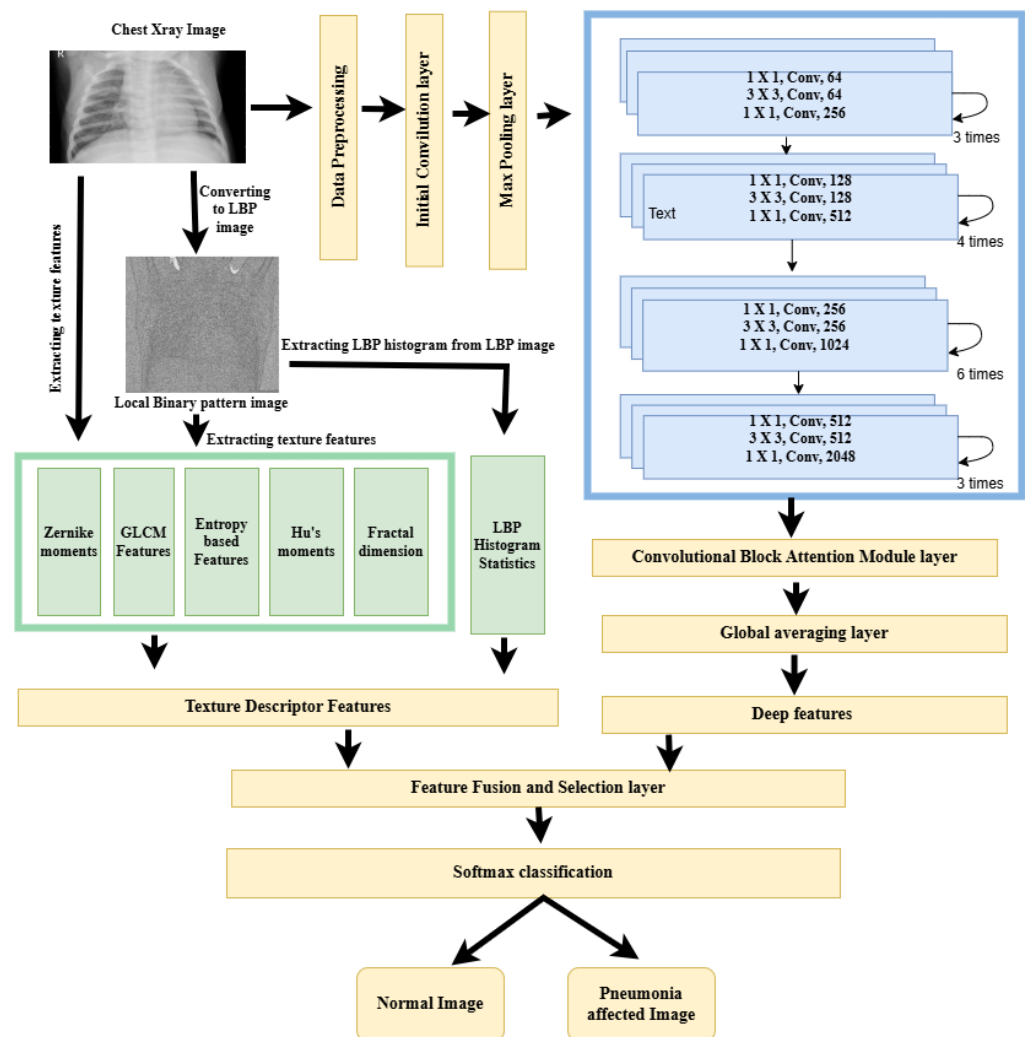 Chest Xray Image
R
Data Preprocessing
Initial Convilution layer
Max Pooling layer
1 X 1, Conv, 64
3 X 3, Conv, 64
1 X 1, Conv, 256
3 times
1 X 1, Conv, 128
3 X 3, Conv, 128
Text
1 X 1, Conv, 512
4 times
1 X 1, Conv, 256
3 X 3, Conv, 256
1 X 1, Conv, 1024
6 times
1 X 1, Conv, 512
3 X 3, Conv, 512
1 X 1, Conv, 2048
3 times
Converting
to LBP
image
Extracting texture features
Extracting LBP histogram from LBP image
Local Binary pattern image
Extracting texture features
Zernike
moments
GLCM
Features
Entropy
based
Features
Hu's
moments
Fractal
dimension
LBP
Histogram
Statistics
Convolutional Block Attention Module layer
Global averaging layer
Texture Descriptor Features
Deep features
Feature Fusion and Selection layer
Softmax classification
Normal Image
Pneumonia
affected Image